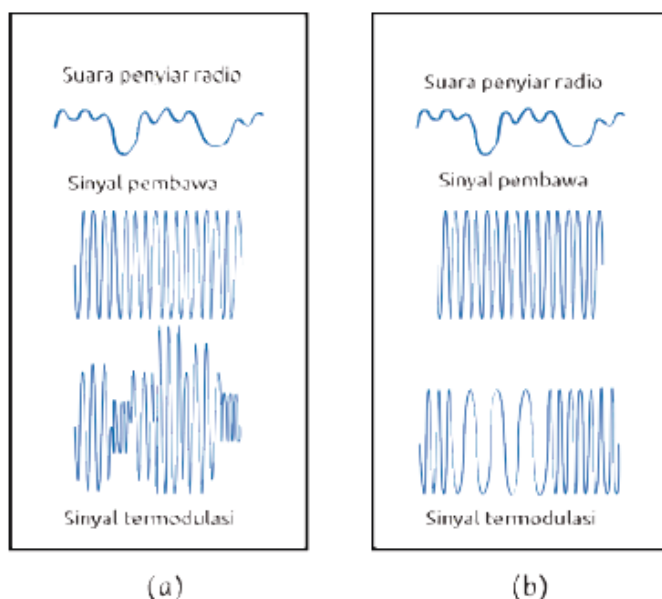 Suara penyiar radio
Sinyal pembawa
Sinyal termodulasi
(a)
Suara penyiar radio
Sinyal pembawa
Sinyal termodulasi
(b)